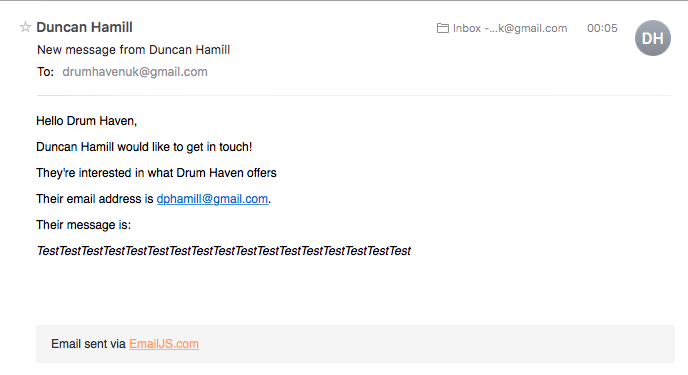 Duncan Hamill
Inbox -...k@gmail.com
00:05
DH
New message from Duncan Hamill
To: drumhavenuk@gmail.com
Hello Drum Haven,
Duncan Hamill would like to get in touch!
They're interested in what Drum Haven offers
Their email address is dphamill@gmail.com.
Their message is:
TestTestTestTestTestTestTestTestTestTestTestTestTestTestTestTestTest
Email sent via EmailJS.com